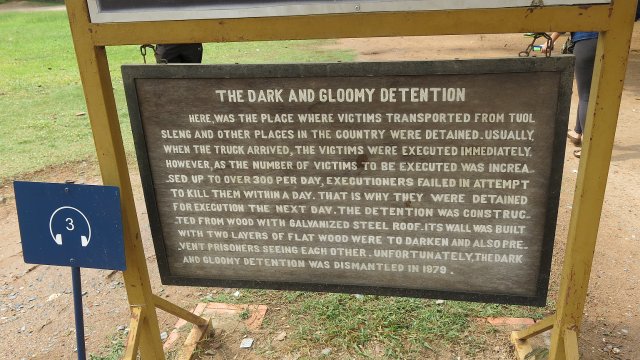 THE DARK AND GLOOMY DETENTION
HERE, WAS THE PLACE WHERE VICTIMS TRANSPORTED FROM TUOL
SLENG AND OTHER PLACES IN THE COUNTRY WERE DETAINED. USUALLY,
WHEN THE TRUCK ARRIVED, THE VICTIMS WERE EXECUTED IMMEDIATELY.
HOWEVER, AS THE NUMBER OF VICTIMS TO BE EXECUTED WAS INCREA_
SED UP TO OVER 300 PER DAY, EXECUTIONERS FAILED IN ATTEMPT
TO KILL THEM WITHIN A DAY. THAT IS WHY THEY WERE DETAINED
FOR EXECUTION THE NEXT DAY. THE DETENTION WAS CONSTRUC_
_TED FROM WOOD WITH GALVANIZED STEEL ROOF. ITS WALL WAS BUILT
WITH TWO LAYERS OF FLAT WOOD WERE TO DARKEN AND ALSO PRE_
_VENT PRISONERS SEEING EACH OTHER. UNFORTUNATELY, THE DARK
AND GLOOMY DETENTION WAS DISMANTLED IN 1979.
3